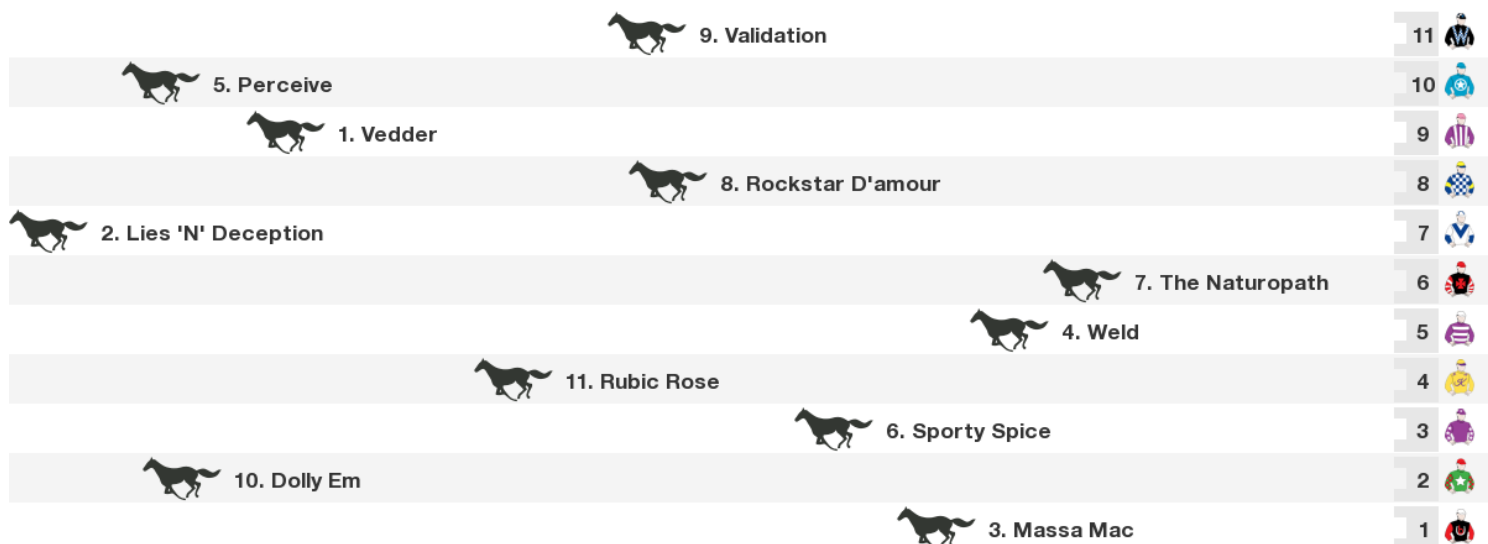 9. Validation 11
5. Perceive 10
1. Vedder 9
8. Rockstar D'amour 8
2. Lies 'N' Deception 7
7. The Naturopath 6
4. Weld 5
11. Rubic Rose 4
6. Sporty Spice 3
10. Dolly Em 2
3. Massa Mac 1